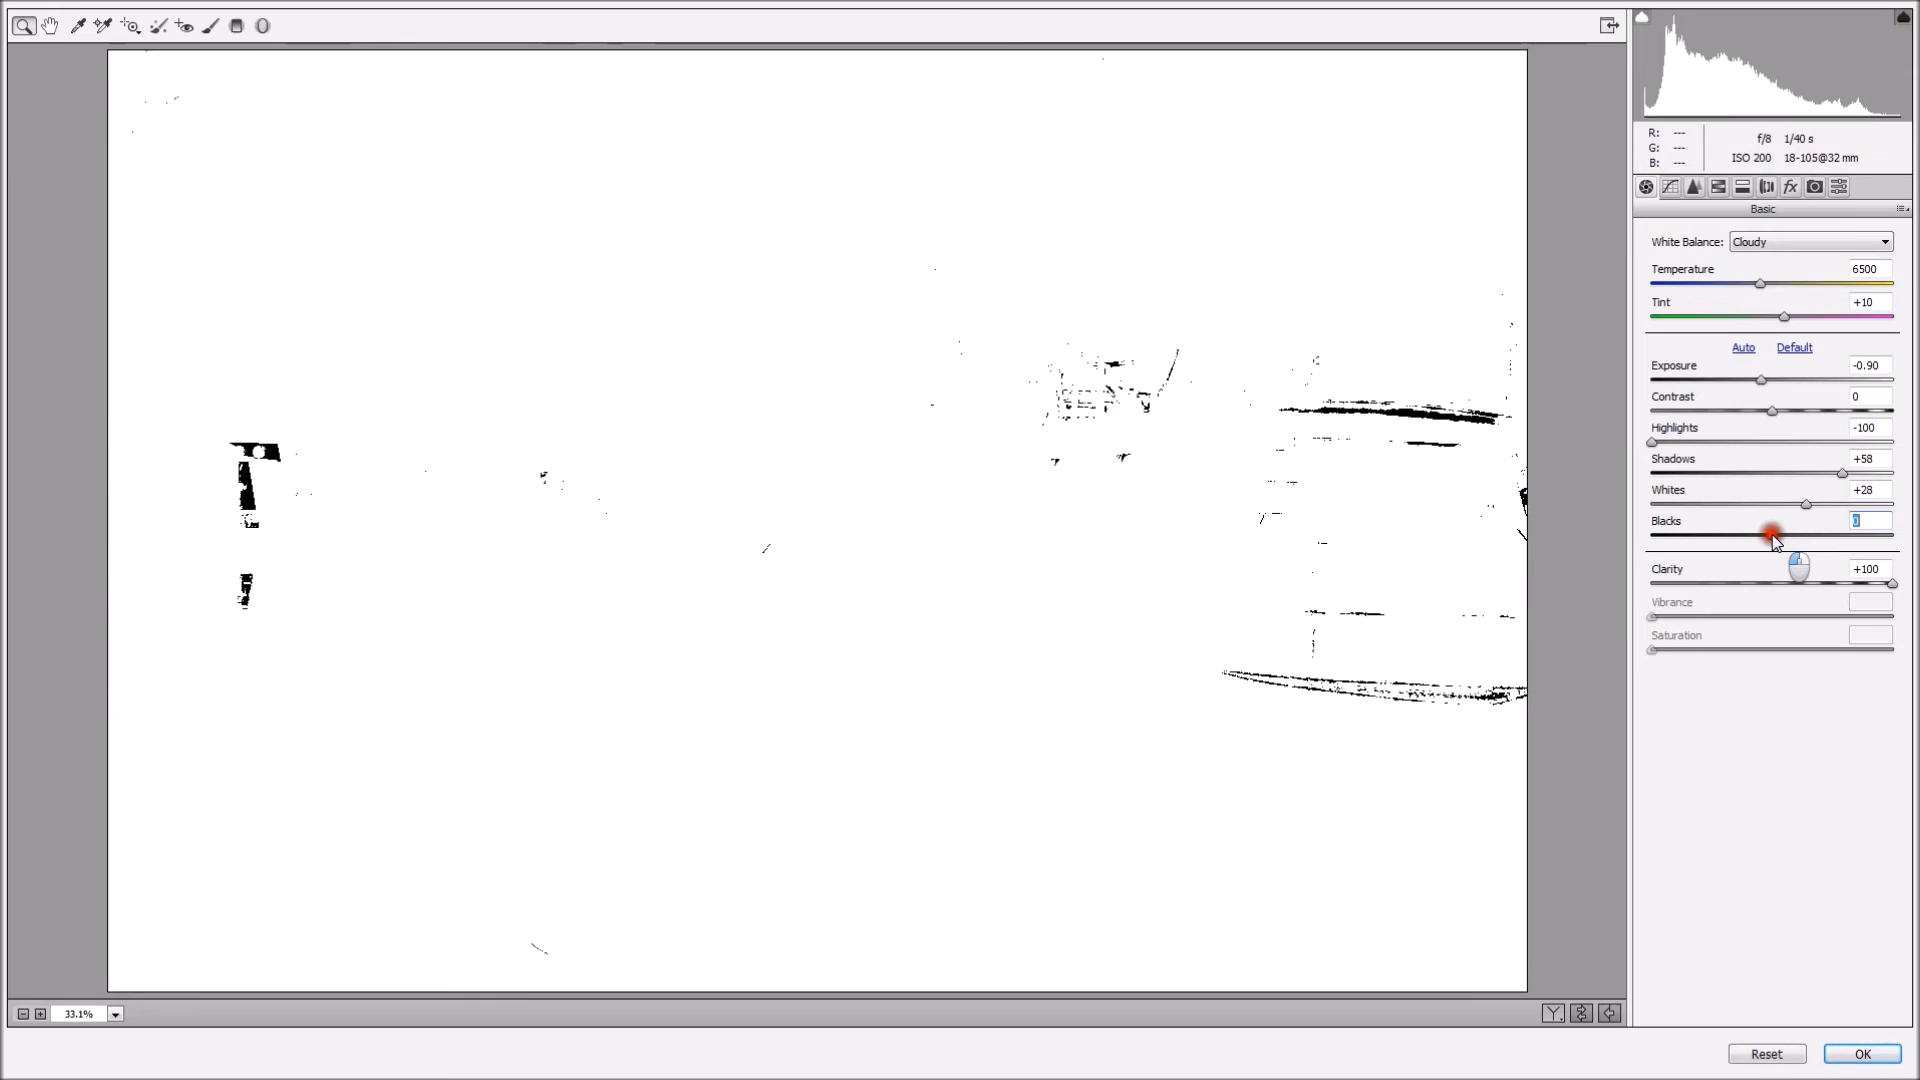 R: ---
G: ---
B: ---
f/8 1/40 s
ISO 200 18-105@32 mm
fx
Basic
White Balance: Cloudy
Temperature 6500
Tint +10
Auto Default
Exposure -0.90
Contrast 0
Highlights -100
Shadows +58
Whites +28
Blacks 0
Clarity +100
Vibrance
Saturation
33.1%
Y
Reset OK